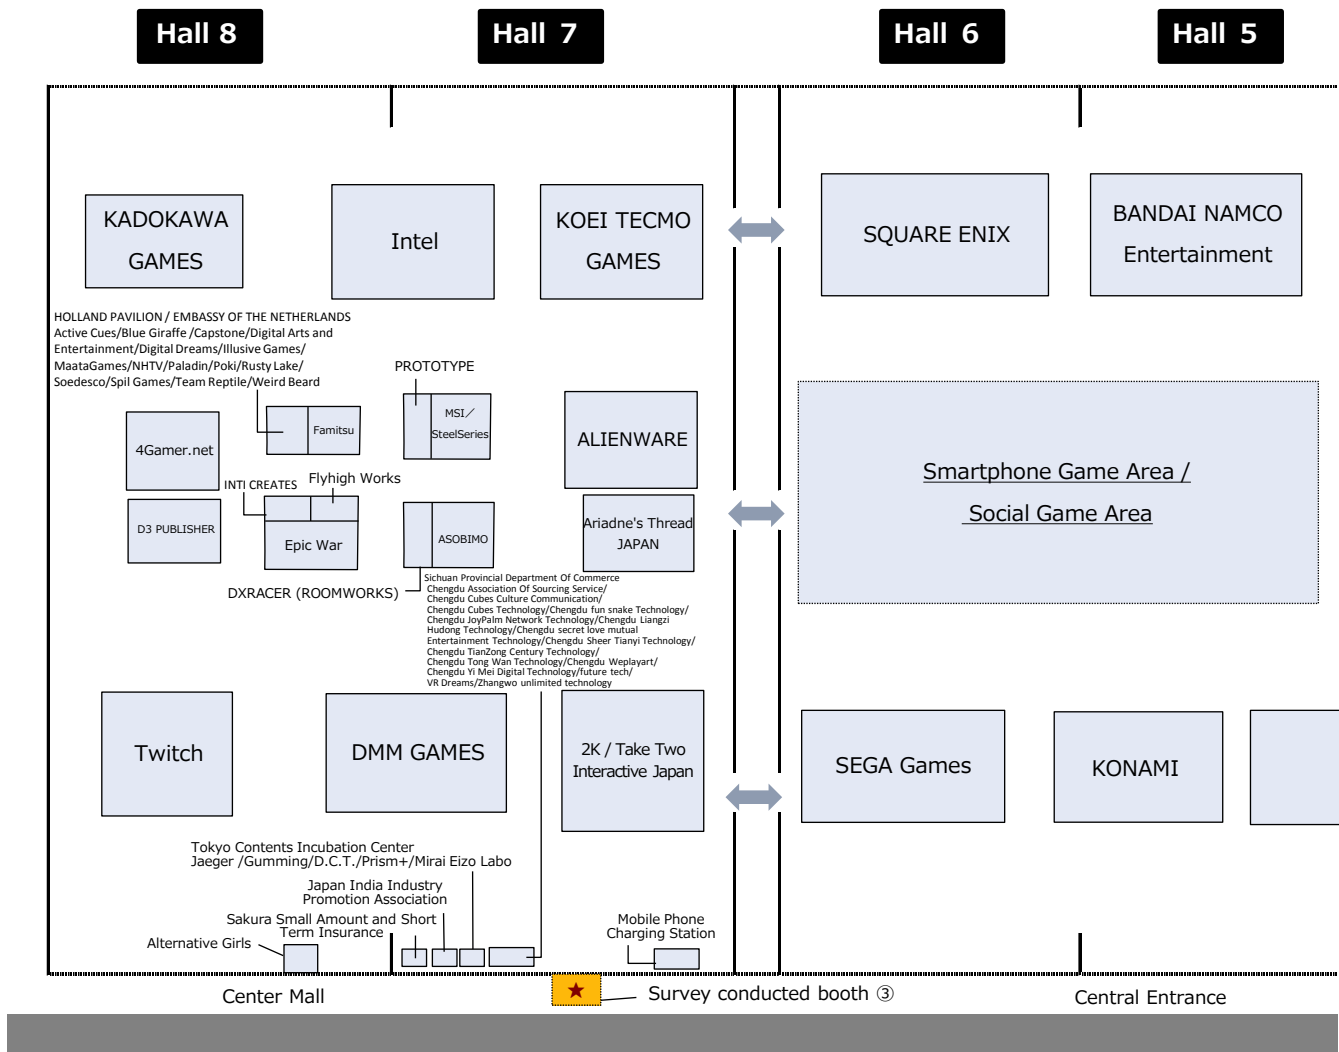 Hall 8
Hall 7
Hall 6
Hall 5
KADOKAWA
GAMES
Intel
KOEI TECMO
GAMES
SQUARE ENIX
BANDAI NAMCO
Entertainment
HOLLAND PAVILION / EMBASSY OF THE NETHERLANDS
Active Cues/Blue Giraffe /Capstone/Digital Arts and
Entertainment/Digital Dreams/Illusive Games/
MaataGames/NHTV/Paladin/Poki/Rusty Lake/
Soedesco/Spil Games/Team Reptile/Weird Beard
PROTOTYPE
4Gamer.net
Famitsu
MSI／
SteelSeries
ALIENWARE
Smartphone Game Area /
Social Game Area
INTI CREATES
Flyhigh Works
D3 PUBLISHER
Epic War
ASOBIMO
Ariadne's Thread
JAPAN
DXRACER (ROOMWORKS)
Sichuan Provincial Department Of Commerce
Chengdu Association Of Sourcing Service/
Chengdu Cubes Culture Communication/
Chengdu Cubes Technology/Chengdu fun snake Technology/
Chengdu JoyPalm Network Technology/Chengdu Liangzi
Hudong Technology/Chengdu secret love mutual
Entertainment Technology/Chengdu Sheer Tianyi Technology/
Chengdu TianZong Century Technology/
Chengdu Tong Wan Technology/Chengdu Weplayart/
Chengdu Yi Mei Digital Technology/future tech/
VR Dreams/Zhangwo unlimited technology
Twitch
DMM GAMES
2K / Take Two
Interactive Japan
SEGA Games
KONAMI
Tokyo Contents Incubation Center
Jaeger /Gumming/D.C.T./Prism+/Mirai Eizo Labo
Japan India Industry
Promotion Association
Sakura Small Amount and Short
Term Insurance
Alternative Girls
Mobile Phone
Charging Station
Center Mall
Survey conducted booth ③
Central Entrance